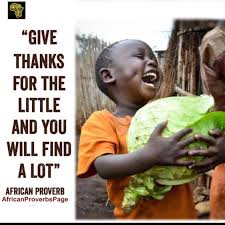 “GIVE
THANKS
FOR THE
LITTLE
AND YOU
WILL FIND
A LOT”
AFRICAN PROVERB
AfricanProverbsPage